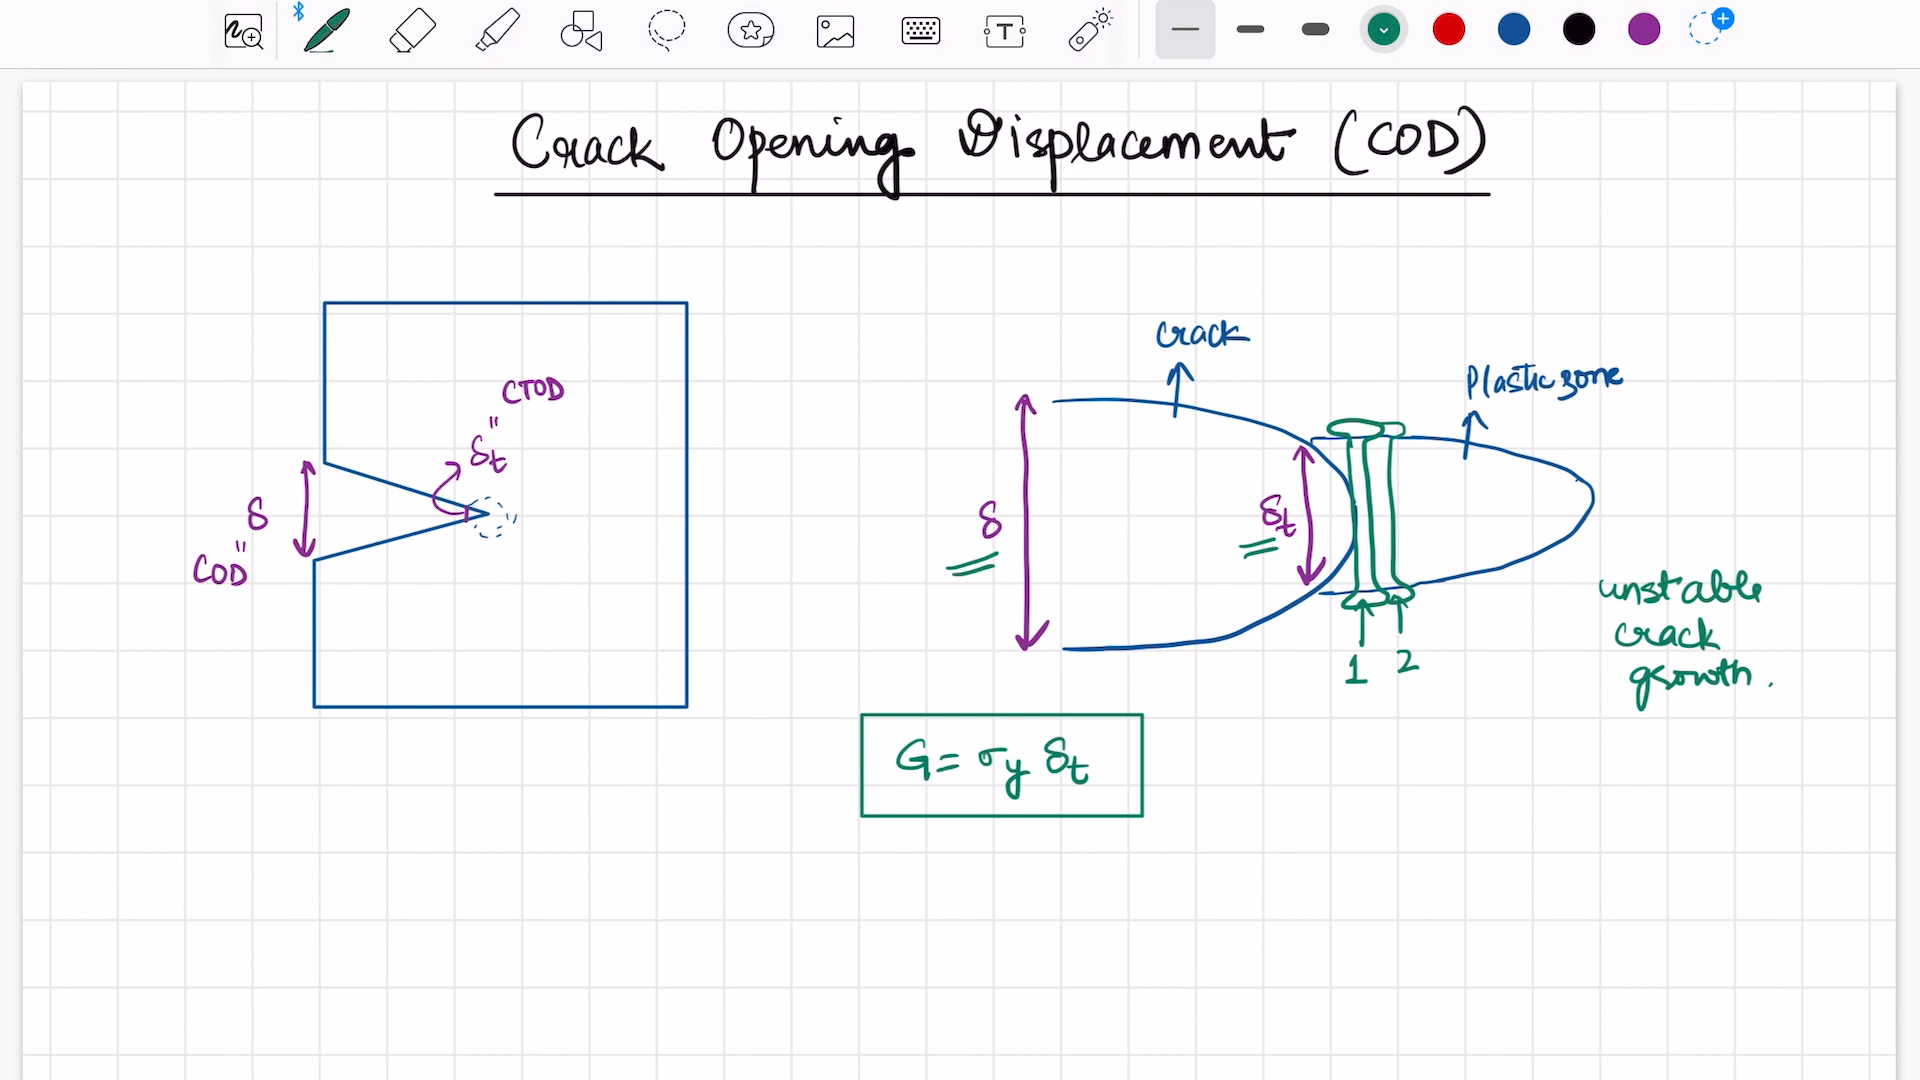 Crack Opening Displacement (COD)
CTOD
"
δt
δ
"
COD
Crack
Plastic zone
δ
δt
1 2
unstable
crack
growth.
G = σy δt